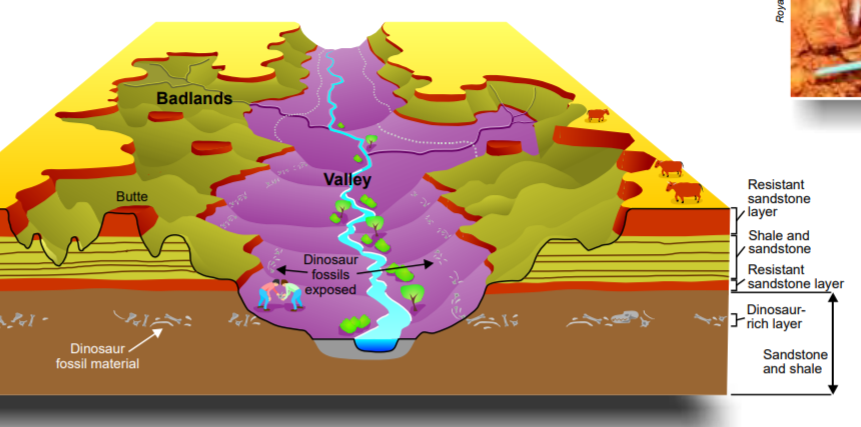 Roya
Badlands
Butte
Valley
Dinosaur
fossils
exposed
Dinosaur
fossil material
Resistant
sandstone
layer
Shale and
sandstone
Resistant
sandstone layer
Dinosaur-
rich layer
Sandstone
and shale